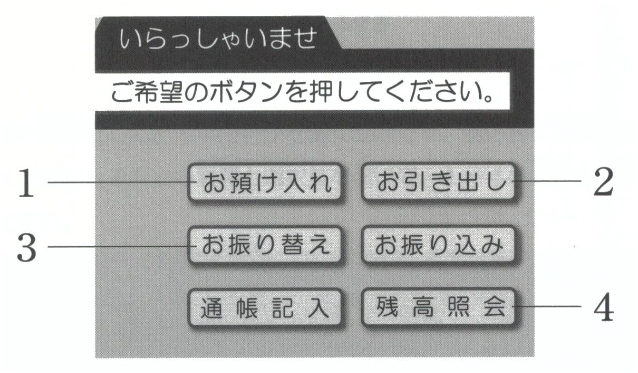 いらっしゃいませ
ご希望のボタンを押してください。
1 お預け入れ お引き出し 2
3 お振り替え お振り込み
通帳記入 残高照会 4